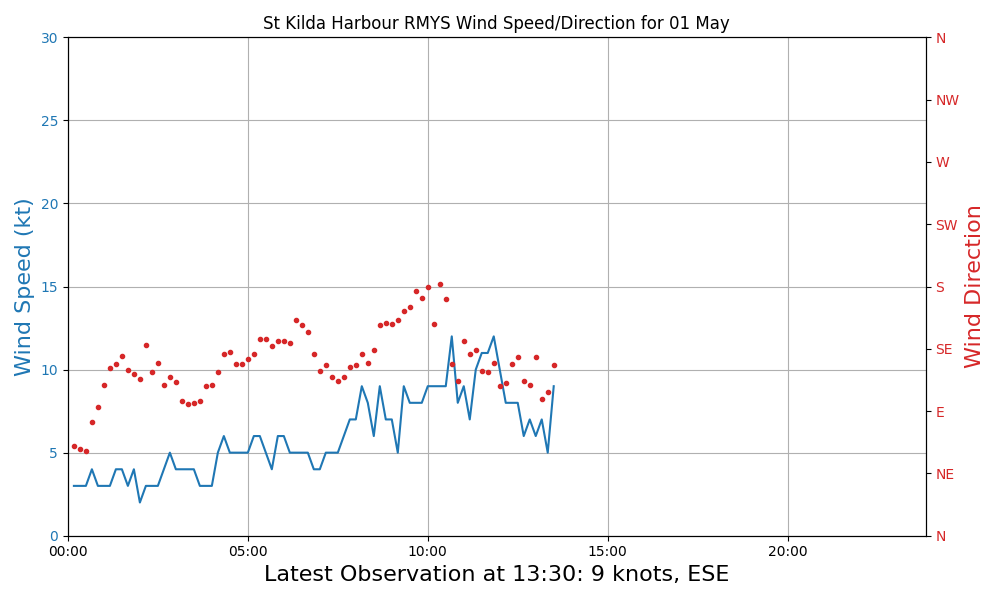 St Kilda Harbour RMYS Wind Speed/Direction for 01 May
30
25
20
15
10
5
0
Wind Speed (kt)
N
NW
W
SW
S
SE
E
NE
N
Wind Direction
00:00
05:00
10:00
15:00
20:00
Latest Observation at 13:30: 9 knots, ESE